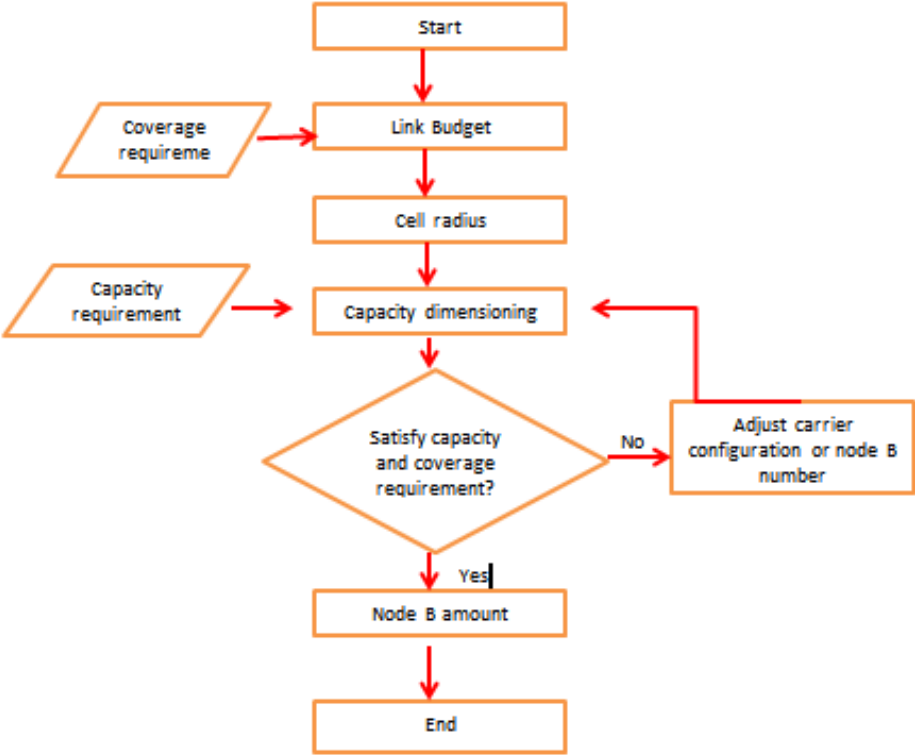 Start
Link Budget
Coverage
requireme
Cell radius
Capacity
requirement
Capacity dimensioning
Satisfy capacity
and coverage
requirement?
No
Adjust carrier
configuration or node B
number
Yes
Node B amount
End